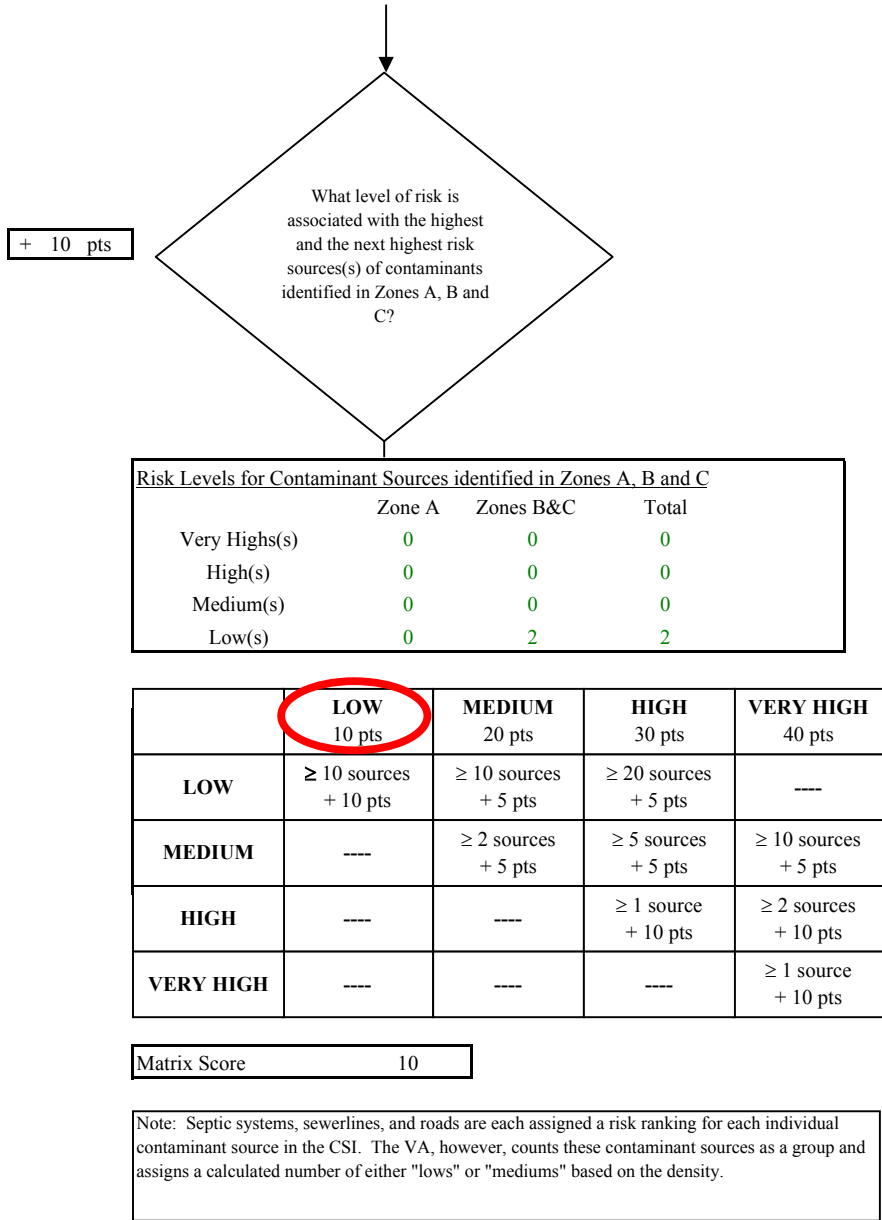 What level of risk is
associated with the highest
and the next highest risk
sources(s) of contaminants
identified in Zones A, B and
C?
+ 10 pts
Risk Levels for Contaminant Sources identified in Zones A, B and C
Zone A Zones B&C Total
Very Highs(s) 0 0 0
High(s) 0 0 0
Medium(s) 0 0 0
Low(s) 0 2 2
LOW MEDIUM HIGH VERY HIGH
10 pts 20 pts 30 pts 40 pts
LOW ≥ 10 sources ≥ 10 sources ≥ 20 sources ----
+ 10 pts + 5 pts + 5 pts
MEDIUM ---- ≥ 2 sources ≥ 5 sources ≥ 10 sources
+ 5 pts + 5 pts + 5 pts
HIGH ---- ---- ≥ 1 source ≥ 2 sources
+ 10 pts + 10 pts
VERY HIGH ---- ---- ---- ≥ 1 source
+ 10 pts
Matrix Score 10
Note: Septic systems, sewerlines, and roads are each assigned a risk ranking for each individual
contaminant source in the CSI. The VA, however, counts these contaminant sources as a group and
assigns a calculated number of either "lows" or "mediums" based on the density.